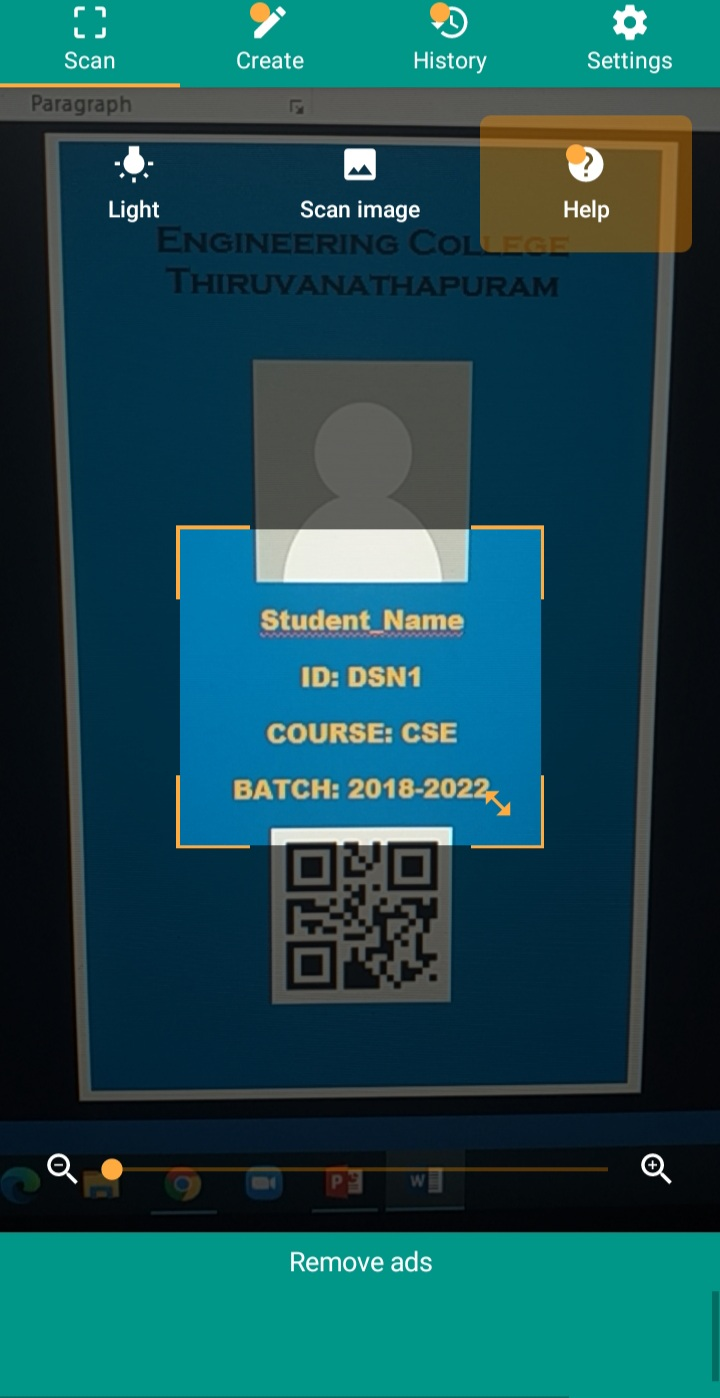 Scan Create History Settings
Paragraph
Light Scan image Help
ENGINEERING COLLEGE
THIRUVANATHAPURAM
Student_Name
ID: DSN1
COURSE: CSE
BATCH: 2018-2022
P W
Remove ads